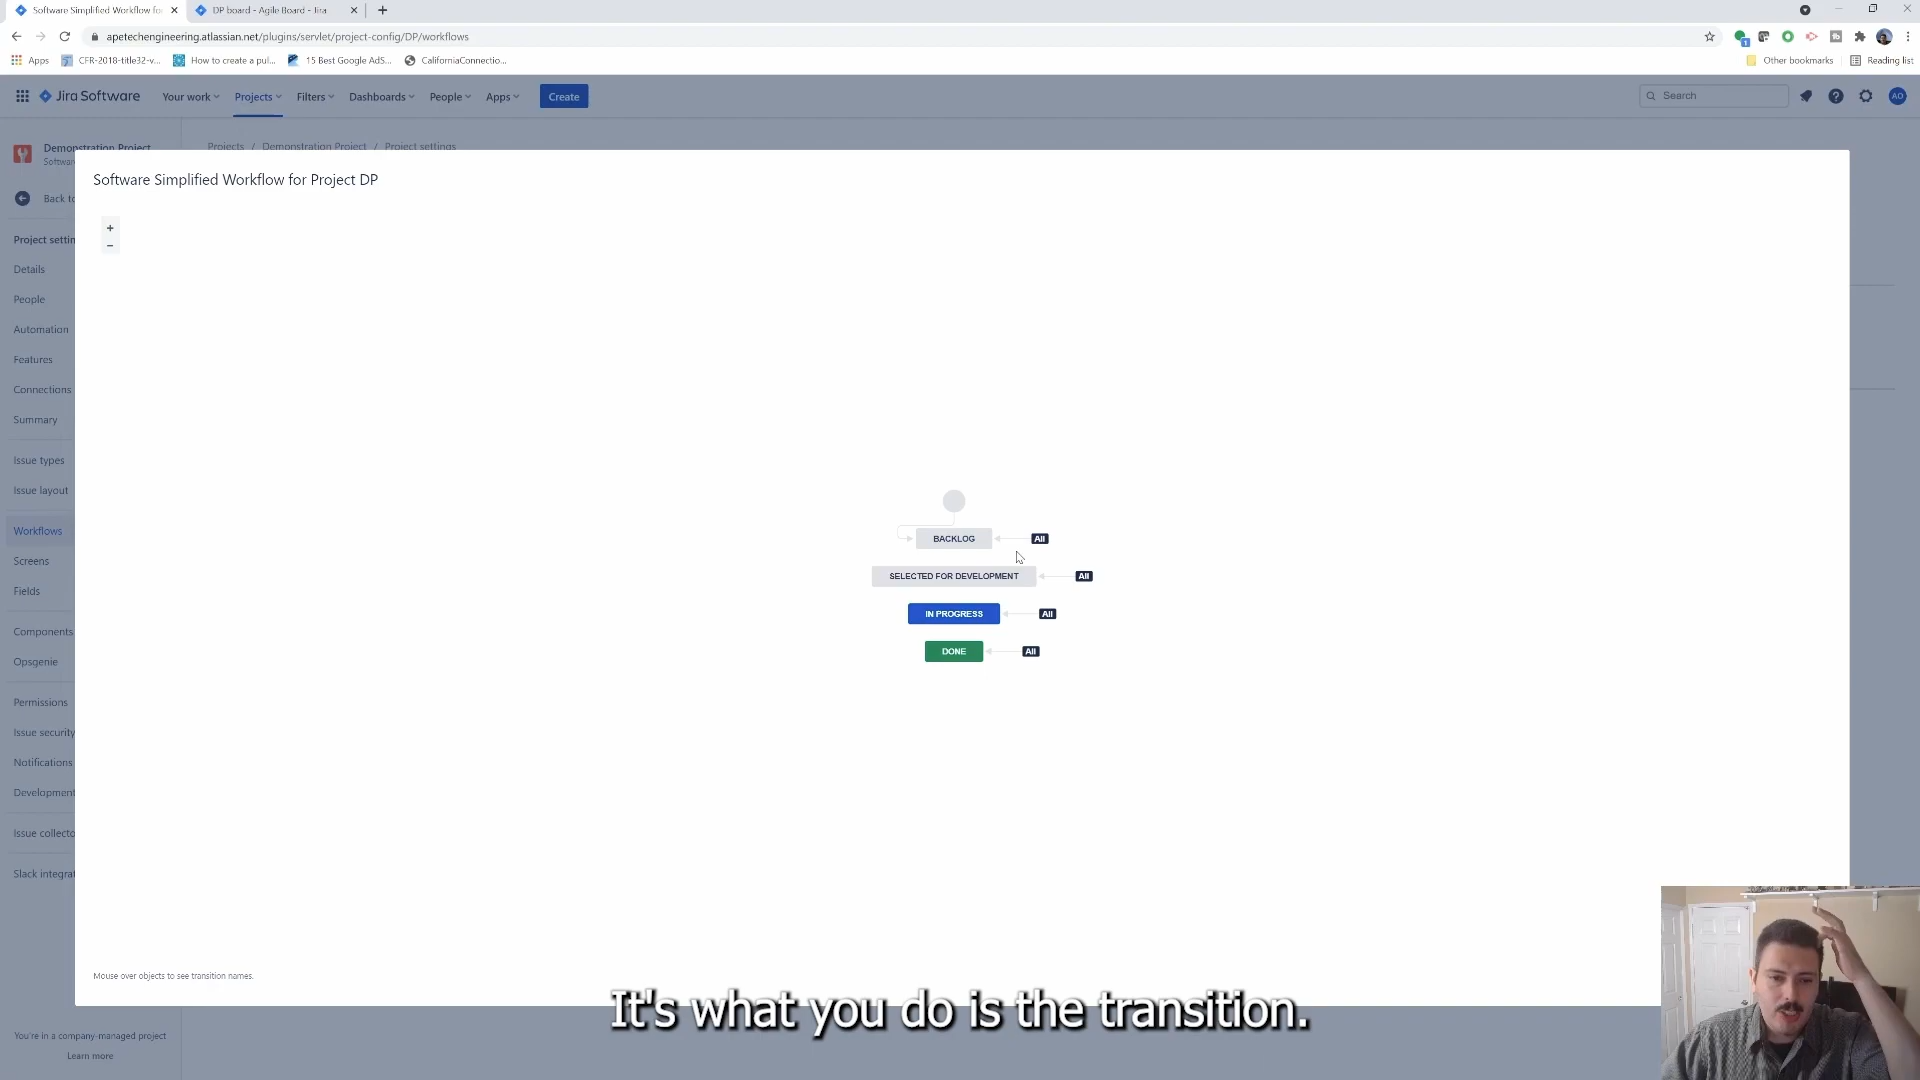 Software Simplified Workflow fo
DP board - Agile Board - Jira
apetechengineering.atlassian.net/plugins/servlet/project-config/DP/workflows
Apps
CFR-2018-title32-v...
How to create a pul...
15 Best Google AdS...
CaliforniaConnectio...
Other bookmarks
Reading list
Jira Software
Your work
Projects
Filters
Dashboards
People
Apps
Create
Search
AO
Demonstration Project
Software
Projects / Demonstration Project / Project settings
Back to
Project settin
Details
People
Automation
Features
Connections
Summary
Issue types
Issue layout
Workflows
Screens
Fields
Components
Opsgenie
Permissions
Issue security
Notifications
Development
Issue collecto
Slack integrat
You're in a company-managed project
Learn more
Software Simplified Workflow for Project DP
+
−
BACKLOG
All
SELECTED FOR DEVELOPMENT
All
IN PROGRESS
All
DONE
All
Mouse over objects to see transition names.
It's what you do is the transition.